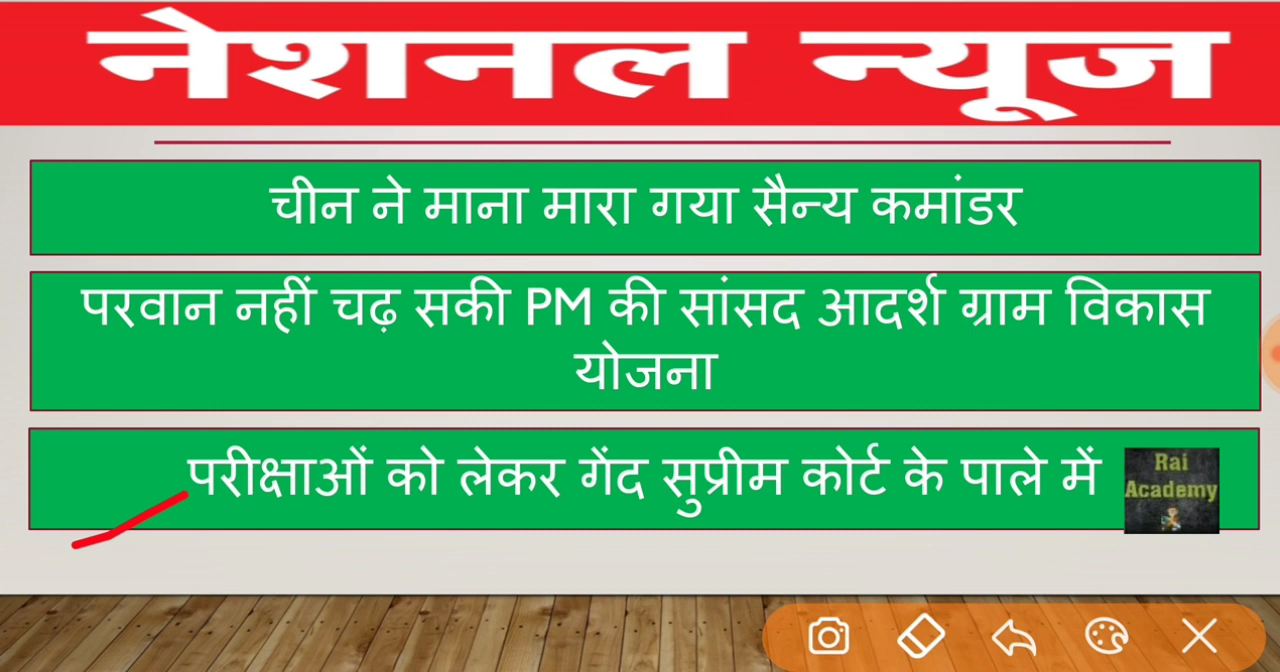 नेशनल न्यूज
चीन ने माना मारा गया सैन्य कमांडर
परवान नहीं चढ़ सकी PM की सांसद आदर्श ग्राम विकास
योजना
परीक्षाओं को लेकर गेंद सुप्रीम कोर्ट के पाले में
Rai
Academy